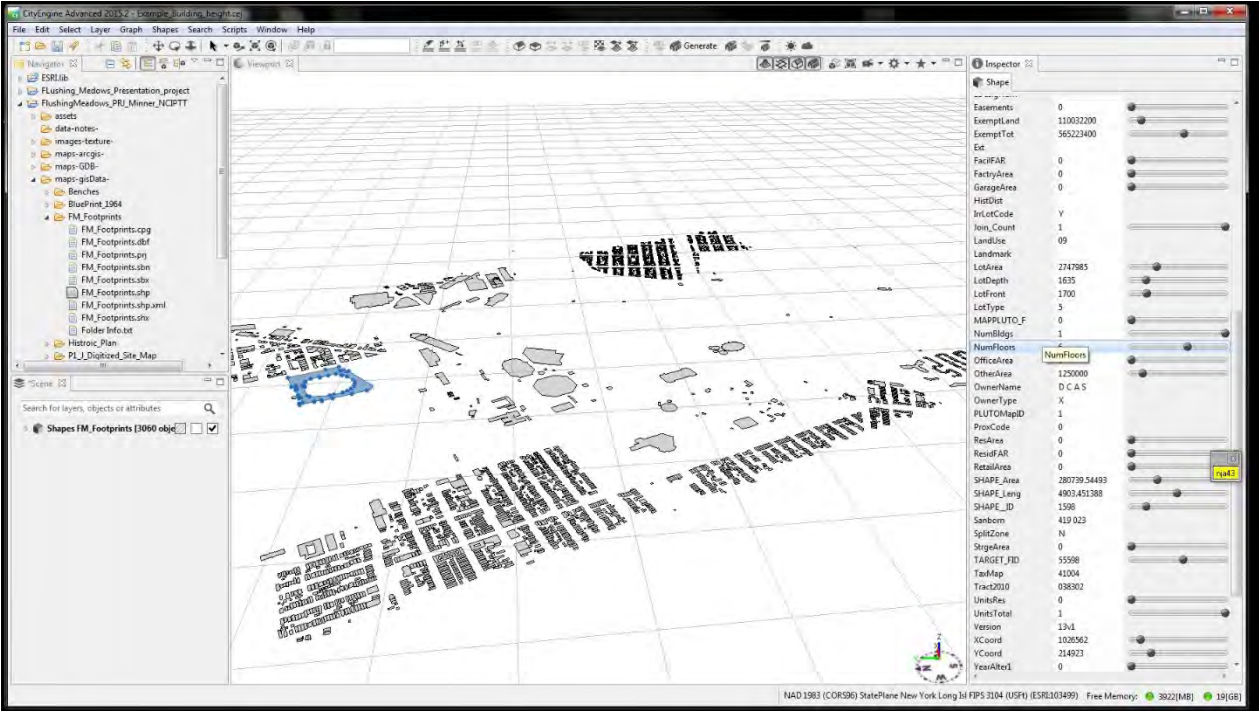 CityEngine Advanced 2015.2 - Example_Building_height.cej
File Edit Select Layer Graph Shapes Search Scripts Window Help
Generate
Navigator
ESRI.lib
FLushing_Medows_Presentation_project
FlushingMeadows_PRJ_Minner_NCIPTT
assets
data-notes-
images-texture-
maps-arcgis-
maps-GDB-
maps-gisData-
Benches
BluePrint_1964
FM_Footprints
FM_Footprints.cpg
FM_Footprints.dbf
FM_Footprints.prj
FM_Footprints.sbn
FM_Footprints.sbx
FM_Footprints.shp
FM_Footprints.shp.xml
FM_Footprints.shx
Folder Info.txt
Histroic_Plan
P1_J_Digitized_Site_Map
*Scene
Search for layers, objects or attributes
Shapes FM_Footprints [3060 obje
Viewport
Inspector
Shape
Easements 0
ExemptLand 110032200
ExemptTot 565223400
Ext
FacilFAR 0
FactryArea 0
GarageArea 0
HistDist
IrrLotCode Y
Join_Count 1
LandUse 09
Landmark
LotArea 2747985
LotDepth 1635
LotFront 1700
LotType 5
MAPPLUTO_F 0
NumBldgs 1
NumFloors
NumFloors
OfficeArea
OtherArea 1250000
OwnerName D C A S
OwnerType X
PLUTOMapID 1
ProxCode 0
ResArea 0
ResidFAR 0
RetailArea 0
nja43
SHAPE_Area 280739.54493
SHAPE_Leng 4903.451388
SHAPE__ID 1598
Sanborn 419 023
SplitZone N
StrgeArea 0
TARGET_FID 55598
TaxMap 41004
Tract2010 038302
UnitsRes 0
UnitsTotal 1
Version 13v1
XCoord 1026562
YCoord 214923
YearAlter1 0
NAD 1983 (CORS96) StatePlane New York Long Isl FIPS 3104 (USFt) (ESRI:103499) Free Memory: 3922[MB] 19[GB]